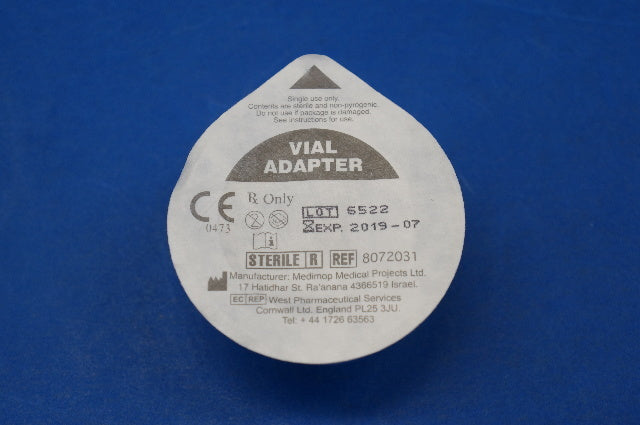 Single use only.
Contents are sterile and non-pyrogenic.
Do not use if package is damaged.
See instructions for use.
VIAL
ADAPTER
CE
0473
℞ Only
LOT 6522
EXP. 2019-07
STERILE R REF 8072031
Manufacturer: Medimop Medical Projects Ltd.
17 Hatidhar St. Ra'anana 4366519 Israel.
EC REP West Pharmaceutical Services
Cornwall Ltd. England PL25 3JU.
Tel: + 44 1726 63563